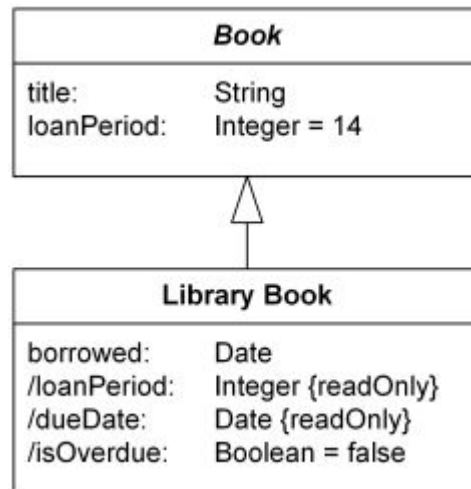 Book
title: String
loanPeriod: Integer = 14
Library Book
borrowed: Date
/loanPeriod: Integer {readOnly}
/dueDate: Date {readOnly}
/isOverdue: Boolean = false